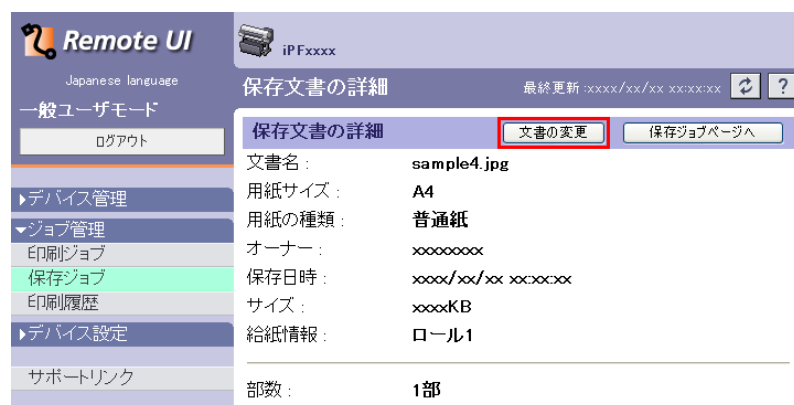 Remote UI
iPFxxxx
Japanese language
一般ユーザモード
ログアウト
保存文書の詳細
最終更新 :xxxx/xx/xx xx:xx:xx
?
▶デバイス管理
▼ジョブ管理
印刷ジョブ
保存ジョブ
印刷履歴
▶デバイス設定
サポートリンク
保存文書の詳細 文書の変更 保存ジョブページへ
文書名 : sample4.jpg
用紙サイズ : A4
用紙の種類 : 普通紙
オーナー : xxxxxxxx
保存日時 : xxxx/xx/xx xx:xx:xx
サイズ : xxxxKB
給紙情報 : ロール1
部数 : 1部